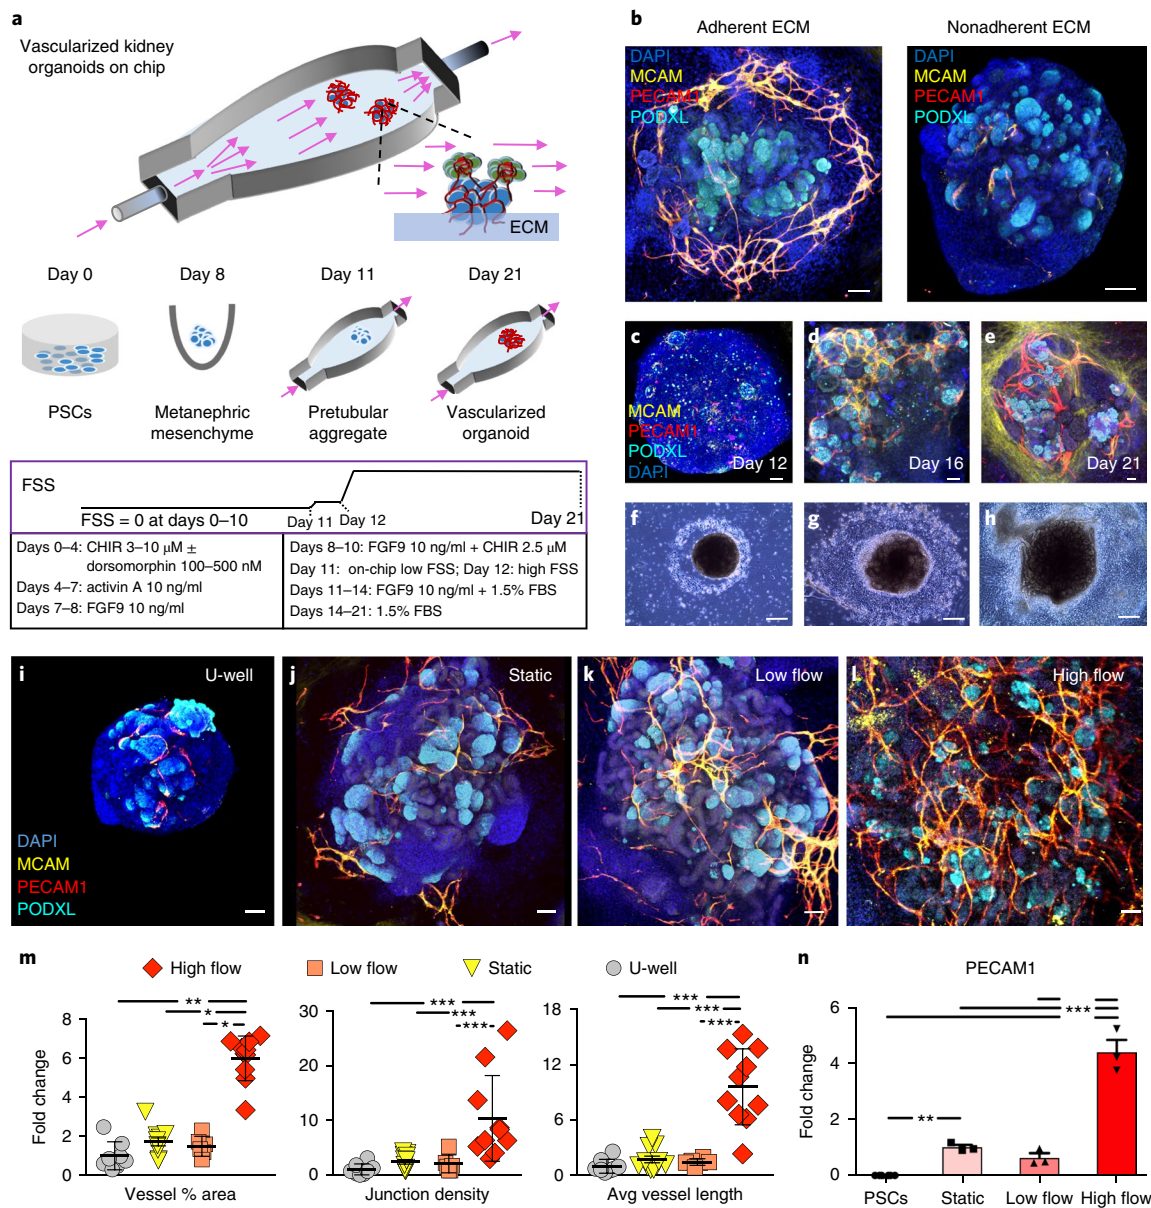 a
Vascularized kidney
organoids on chip
ECM
Day 0
Day 8
Day 11
Day 21
PSCs
Metanephric
mesenchyme
Pretubular
aggregate
Vascularized
organoid
FSS
FSS = 0 at days 0–10
Day 11
Day 12
Day 21
Days 0–4: CHIR 3–10 μM ±
dorsomorphin 100–500 nM
Days 4–7: activin A 10 ng/ml
Days 7–8: FGF9 10 ng/ml
Days 8–10: FGF9 10 ng/ml + CHIR 2.5 μM
Day 11: on-chip low FSS; Day 12: high FSS
Days 11–14: FGF9 10 ng/ml + 1.5% FBS
Days 14–21: 1.5% FBS
b
Adherent ECM
Nonadherent ECM
DAPI
MCAM
PECAM1
PODXL
DAPI
MCAM
PECAM1
PODXL
c
MCAM
PECAM1
PODXL
DAPI
Day 12
d
Day 16
e
Day 21
f
g
h
i
U-well
DAPI
MCAM
PECAM1
PODXL
j
Static
k
Low flow
l
High flow
m
High flow
Low flow
Static
U-well
Fold change
8
6
4
2
0
**
*
*
Vessel % area
30
20
10
0
***
***
***
Junction density
18
12
6
0
***
***
***
Avg vessel length
n
PECAM1
Fold change
6
4
2
0
**
***
PSCs
Static
Low flow
High flow